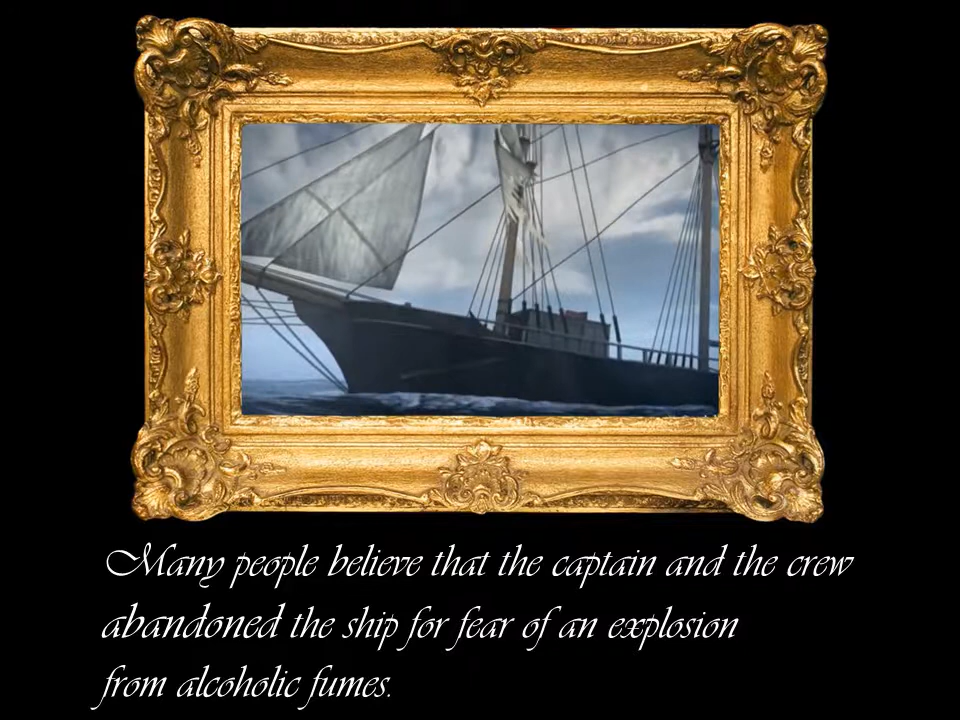 Many people believe that the captain and the crew
abandoned the ship for fear of an explosion
from alcoholic fumes.